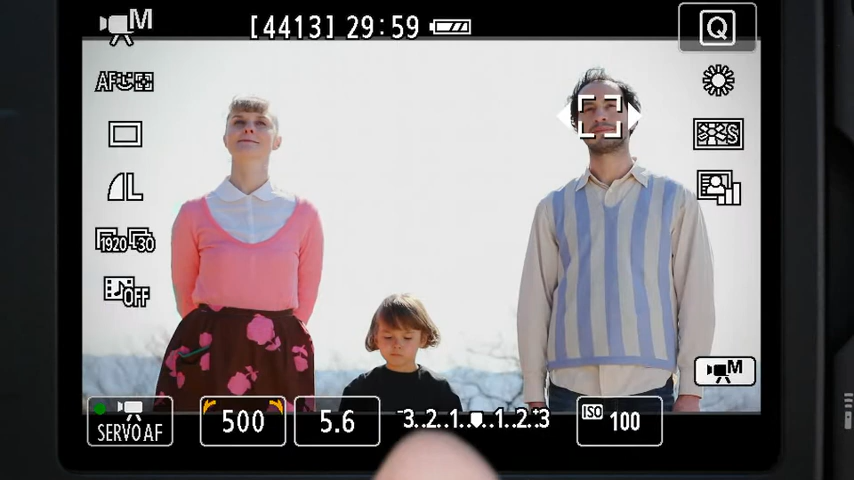 M [4413] 29:59 Q
AF
L
S
1920 30
OFF
M
SERVO AF 500 5.6 -3..2..1..▼..1..2..+3 ISO 100